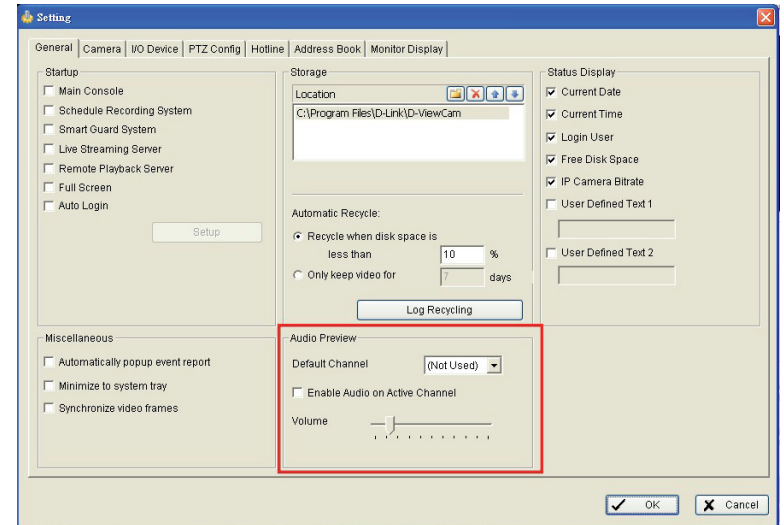 Setting
General Camera I/O Device PTZ Config Hotline Address Book Monitor Display
Startup
Main Console
Schedule Recording System
Smart Guard System
Live Streaming Server
Remote Playback Server
Full Screen
Auto Login
Setup
Storage
Location
C:\Program Files\D-Link\D-ViewCam
Automatic Recycle:
Recycle when disk space is
less than 10 %
Only keep video for 7 days
Log Recycling
Status Display
Current Date
Current Time
Login User
Free Disk Space
IP Camera Bitrate
User Defined Text 1
User Defined Text 2
Miscellaneous
Automatically popup event report
Minimize to system tray
Synchronize video frames
Audio Preview
Default Channel (Not Used)
Enable Audio on Active Channel
Volume
OK Cancel